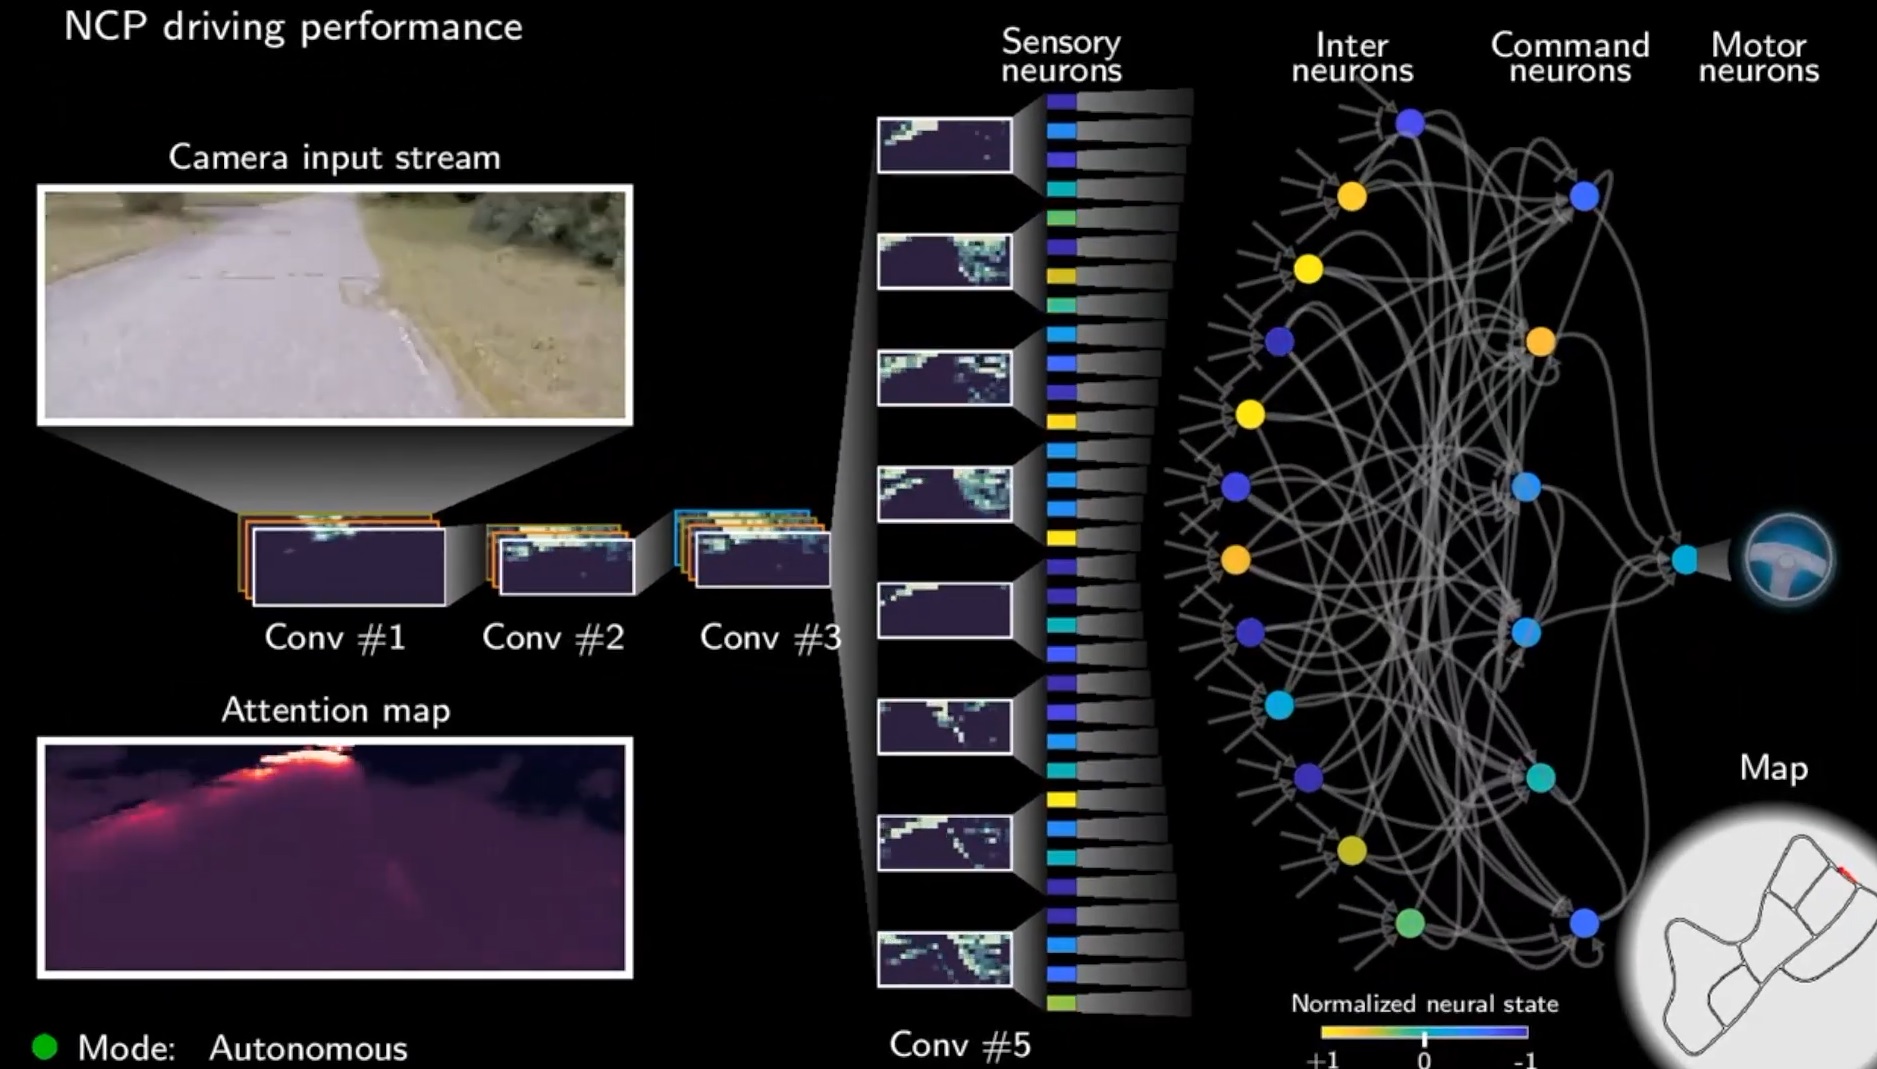 NCP driving performance
Sensory
neurons
Inter
neurons
Command
neurons
Motor
neurons
Camera input stream
Conv #1
Conv #2
Conv #3
Attention map
Map
Normalized neural state
+1
0
-1
Mode: Autonomous
Conv #5